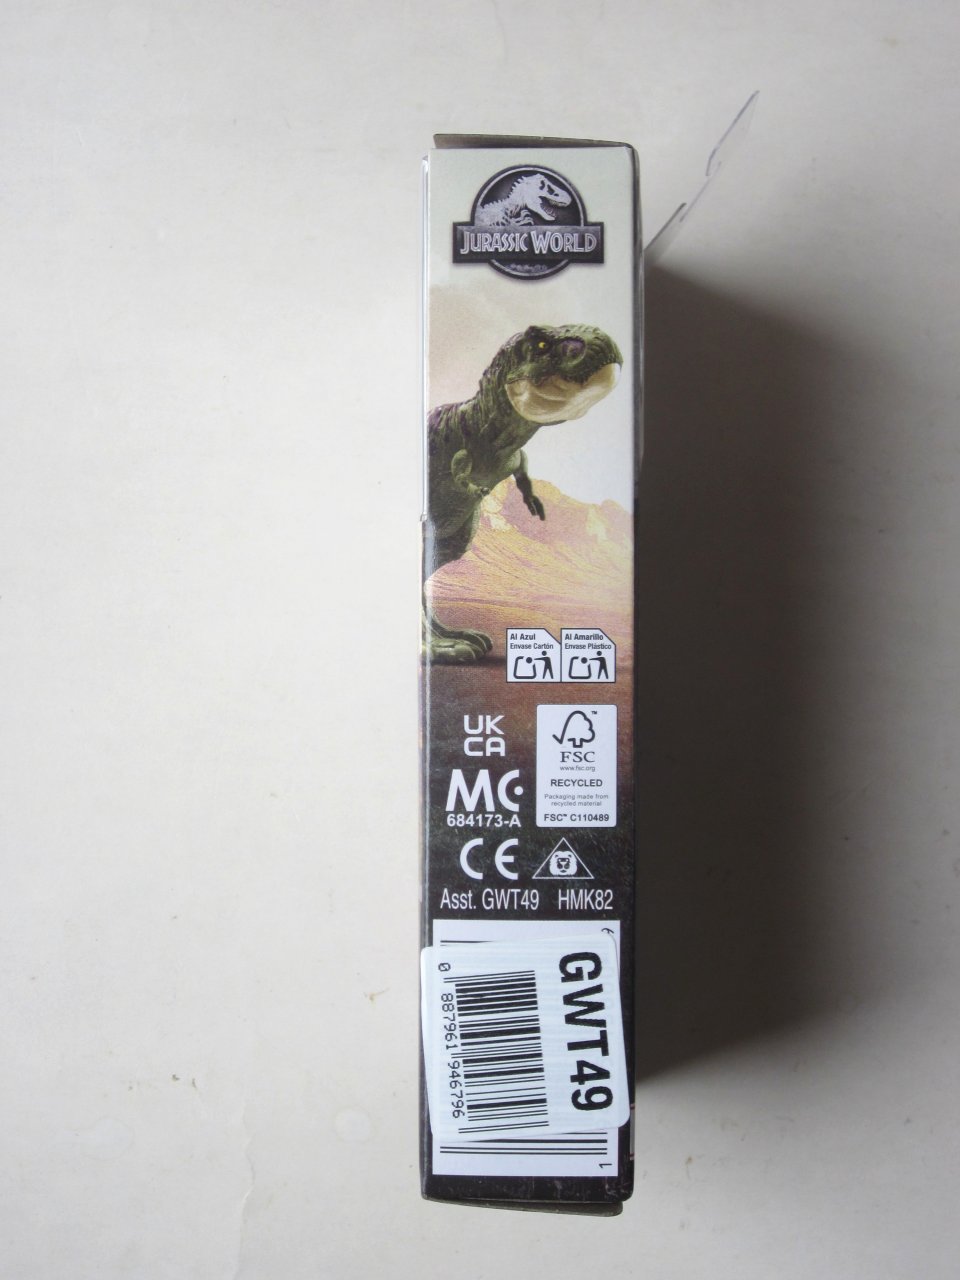 JURASSIC WORLD
Al Azul
Envase Cartón
Al Amarillo
Envase Plástico
UK
CA
™
FSC
www.fsc.org
RECYCLED
Packaging made from
recycled material
FSC™ C110489
MC
684173-A
CE
Asst. GWT49 HMK82
GWT49
0 887961 946796